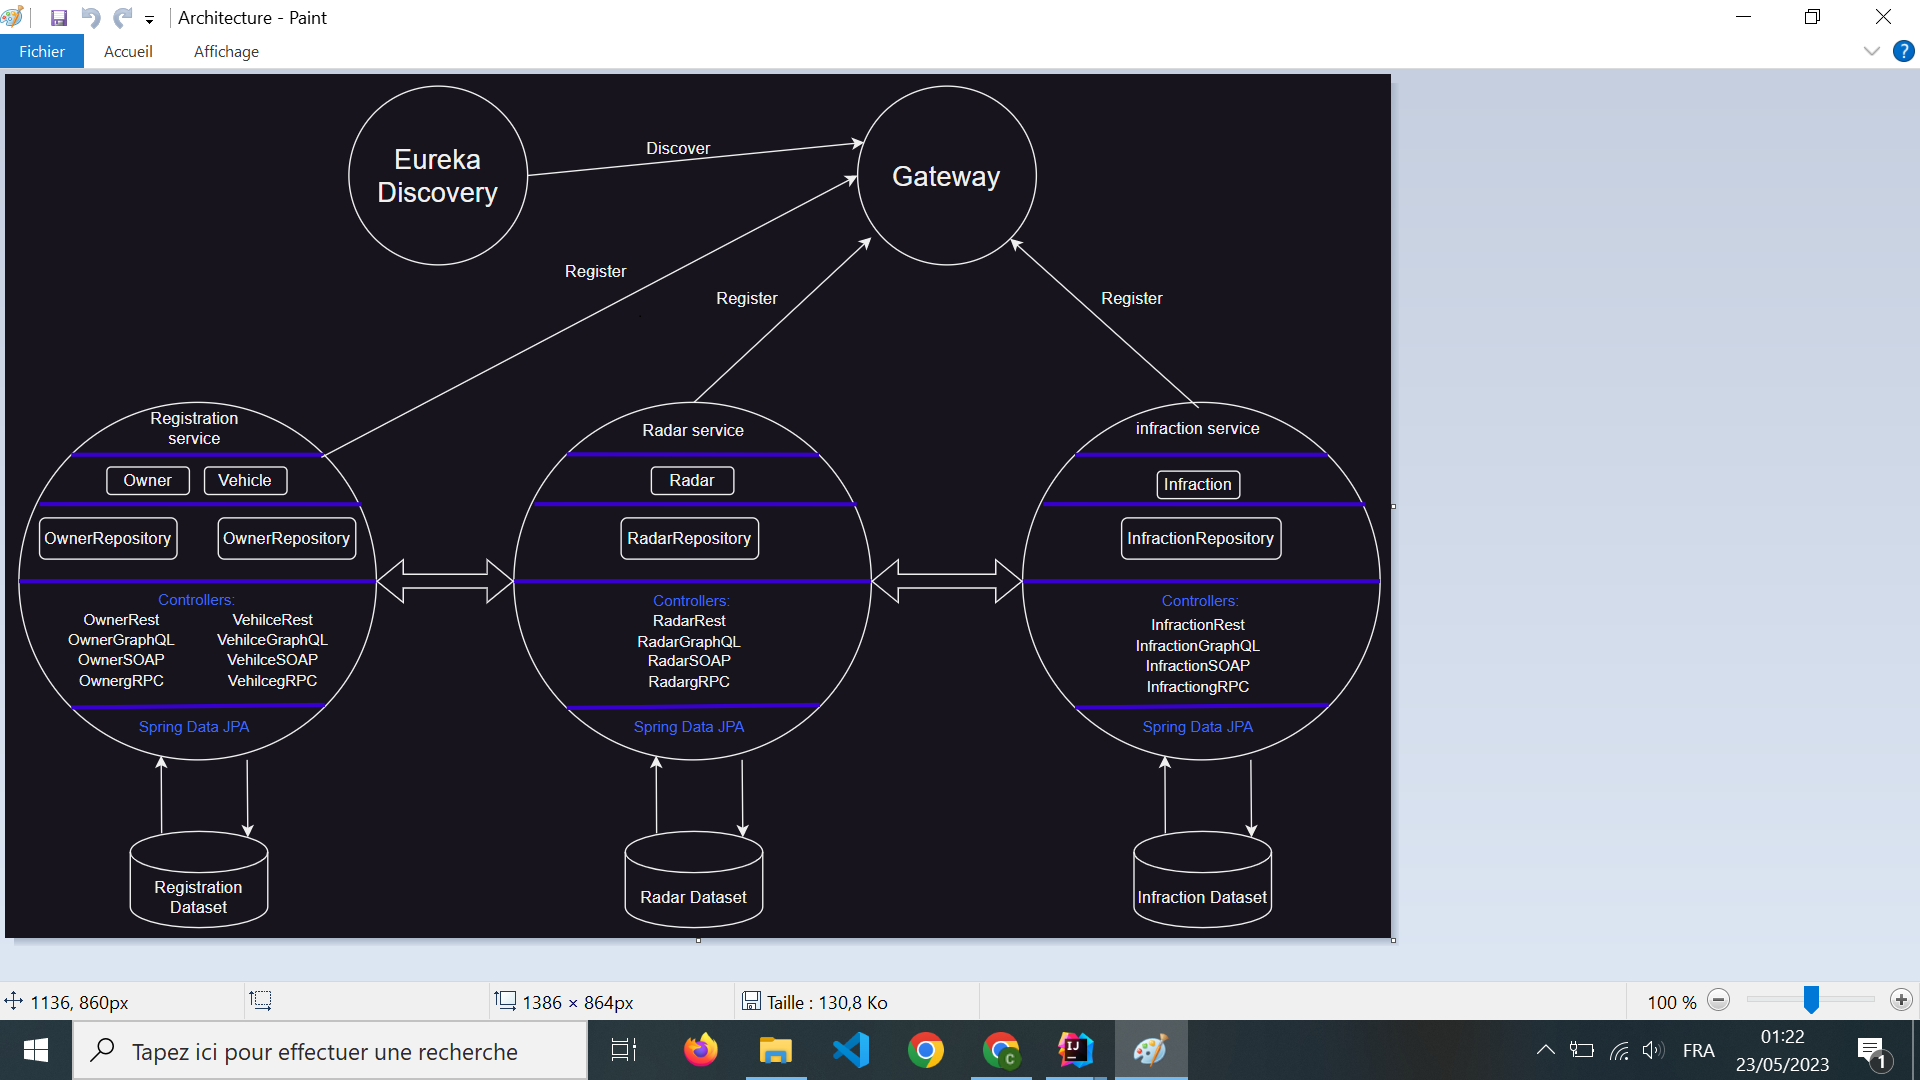 Architecture - Paint
Fichier
Accueil
Affichage
?
Eureka
Discovery
Discover
Gateway
Register
Register
Register
Registration
service
Owner
Vehicle
OwnerRepository
OwnerRepository
Controllers:
OwnerRest
VehilceRest
OwnerGraphQL
VehilceGraphQL
OwnerSOAP
VehilceSOAP
OwnergRPC
VehilcegRPC
Spring Data JPA
Registration
Dataset
Radar service
Radar
RadarRepository
Controllers:
RadarRest
RadarGraphQL
RadarSOAP
RadargRPC
Spring Data JPA
Radar Dataset
infraction service
Infraction
InfractionRepository
Controllers:
InfractionRest
InfractionGraphQL
InfractionSOAP
InfractiongRPC
Spring Data JPA
Infraction Dataset
1136, 860px
1386 × 864px
Taille : 130,8 Ko
100 %
Tapez ici pour effectuer une recherche
C
IJ
FRA
01:22
23/05/2023
1